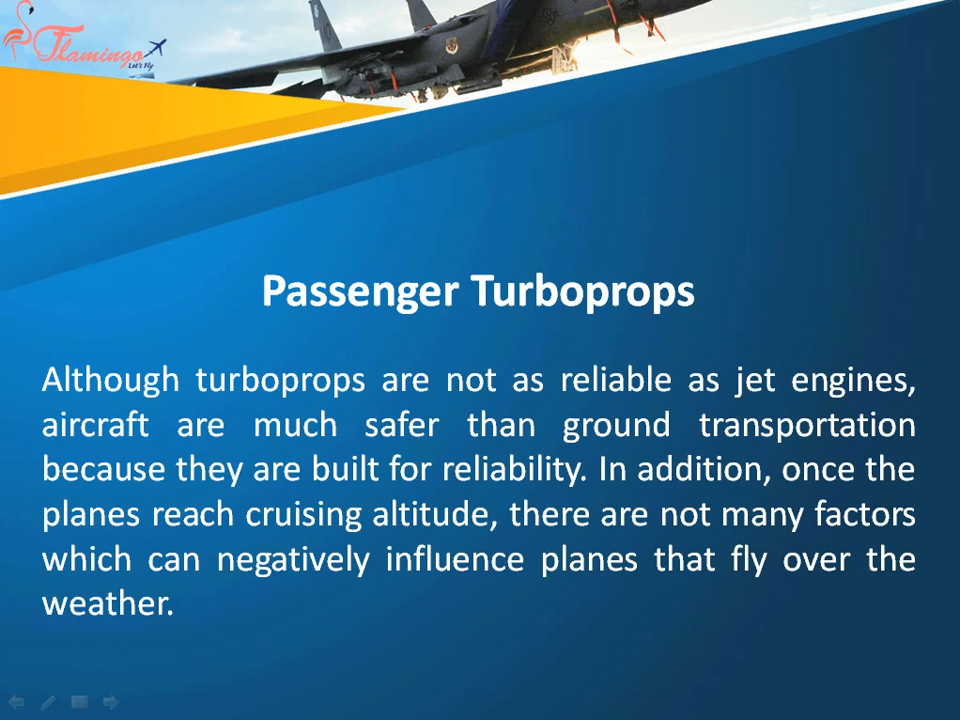 Flamingo
Let's Fly
Passenger Turboprops
Although turboprops are not as reliable as jet engines,
aircraft are much safer than ground transportation
because they are built for reliability. In addition, once the
planes reach cruising altitude, there are not many factors
which can negatively influence planes that fly over the
weather.